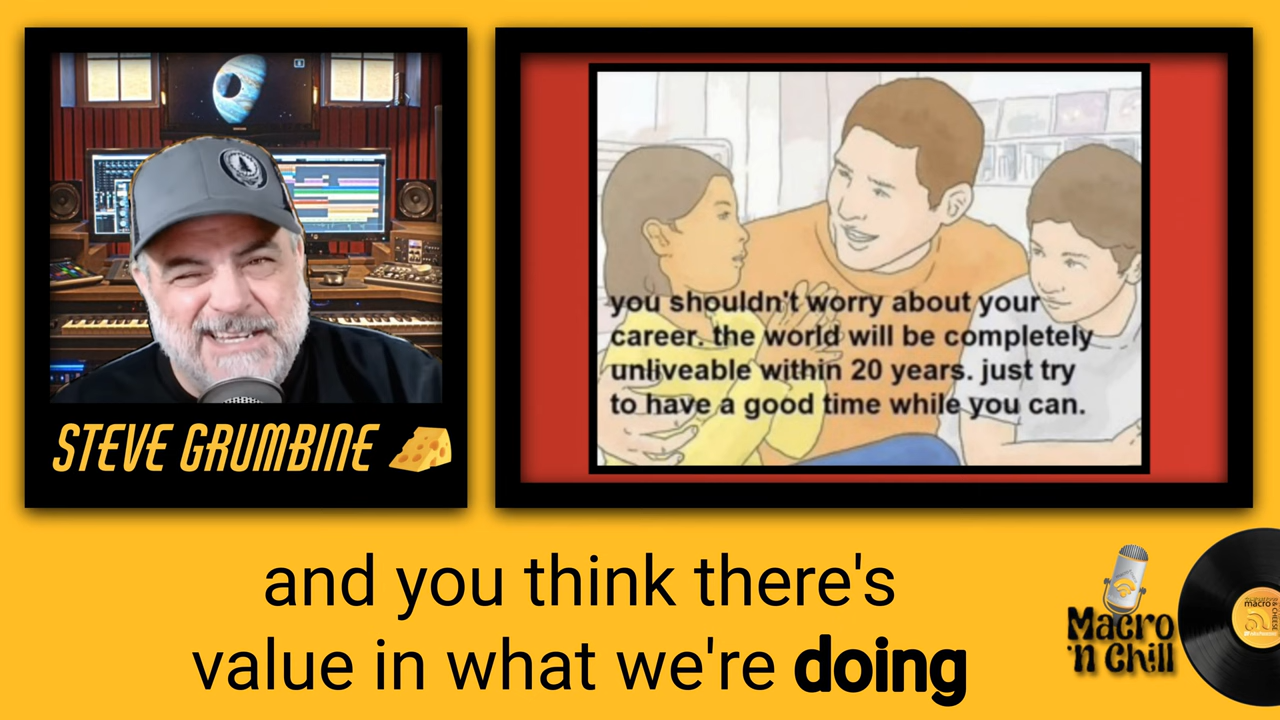 STEVE GRUMBINE
you shouldn't worry about your
career. the world will be completely
unliveable within 20 years. just try
to have a good time while you can.
and you think there's
value in what we're doing
Macro
'N Chill
macro